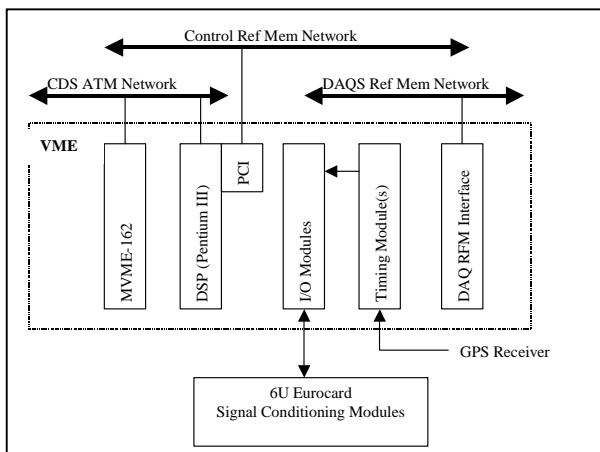 Control Ref Mem Network
CDS ATM Network
DAQS Ref Mem Network
VME
MVME-162
DSP (Pentium III)
PCI
I/O Modules
Timing Module(s)
DAQ RFM Interface
GPS Receiver
6U Eurocard
Signal Conditioning Modules